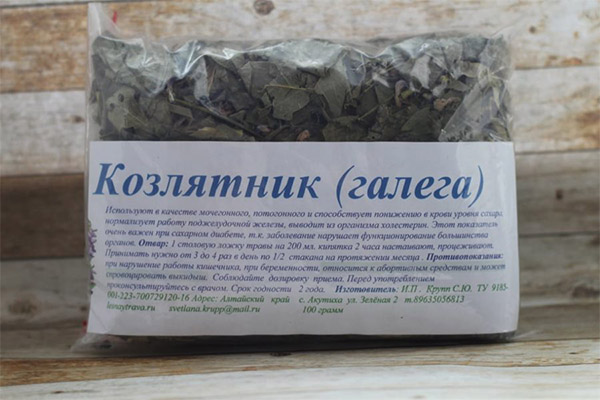 Козлятник (галега)
Используют в качестве мочегонного, потогонного и способствует понижению в крови уровня сахара,
нормализует работу поджелудочной железы, выводит из организма холестерин. Этот показатель
очень важен при сахарном диабете, т.к. заболевание нарушает функционирование большинства
органов. Отвар: 1 столовую ложку травы на 200 мл. кипятка 2 часа настаивают, процеживают.
Принимать нужно от 3 до 4 раз в день по 1/2 стакана на протяжении месяца . Противопоказания:
при нарушение работы кишечника, при беременности, относится к абортивным средствам и может
спровацировать выкидыш. Соблюдайте дозировку приема. Перед употреблением
проконсультируйтесь с врачом. Срок годности 2 года. Изготовитель: И.П . Крупп С.Ю. ТУ 9185-
001-223-700729120-16 Адрес: Алтайский край с. Акутиха ул. Зелёная 2 т.89635056813
svetlana.krupp@mail.ru 100 грамм